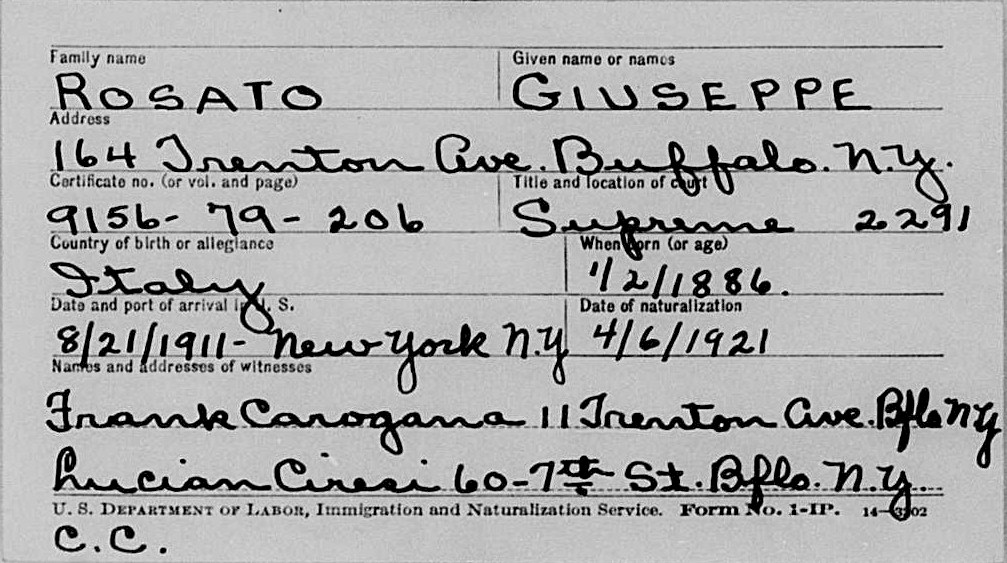 Family name Given name or names
ROSATO GIUSEPPE
Address
164 Trenton Ave. Buffalo. N.Y.
Certificate no. (or vol. and page) Title and location of court
9156- 79- 206 Supreme 2291
Country of birth or allegiance When born (or age)
Italy 1/2/1886.
Date and port of arrival in U. S. Date of naturalization
8/21/1911- New York N.Y 4/6/1921
Names and addresses of witnesses
Frank Carogana 11 Trenton Ave. Bflo NY
Lucian Ciresi 60-7th St. Bflo. N.Y
U. S. DEPARTMENT OF LABOR, Immigration and Naturalization Service. Form No. 1-IP. 14-3202
C.C.